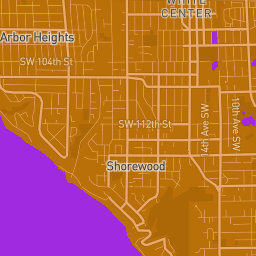 WHITE
CENTER
Arbor Heights
SW 104th St
SW 112th St
14th Ave SW
10th Ave SW
Shorewood